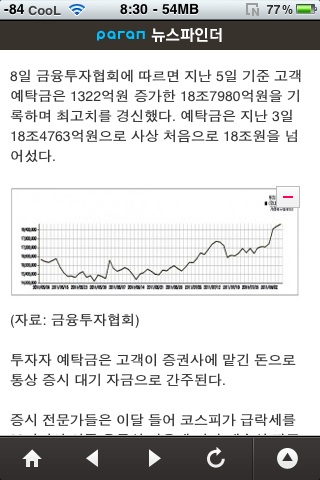 -84 CooL 8:30 - 54MB N 77%
paran 뉴스파인더
8일 금융투자협회에 따르면 지난 5일 기준 고객
예탁금은 1322억원 증가한 18조7980억원을 기
록하며 최고치를 경신했다. 예탁금은 지난 3일
18조4763억원으로 사상 처음으로 18조원을 넘
어섰다.
(자료: 금융투자협회)
투자자 예탁금은 고객이 증권사에 맡긴 돈으로
통상 증시 대기 자금으로 간주된다.
증시 전문가들은 이달 들어 코스피가 급락세를